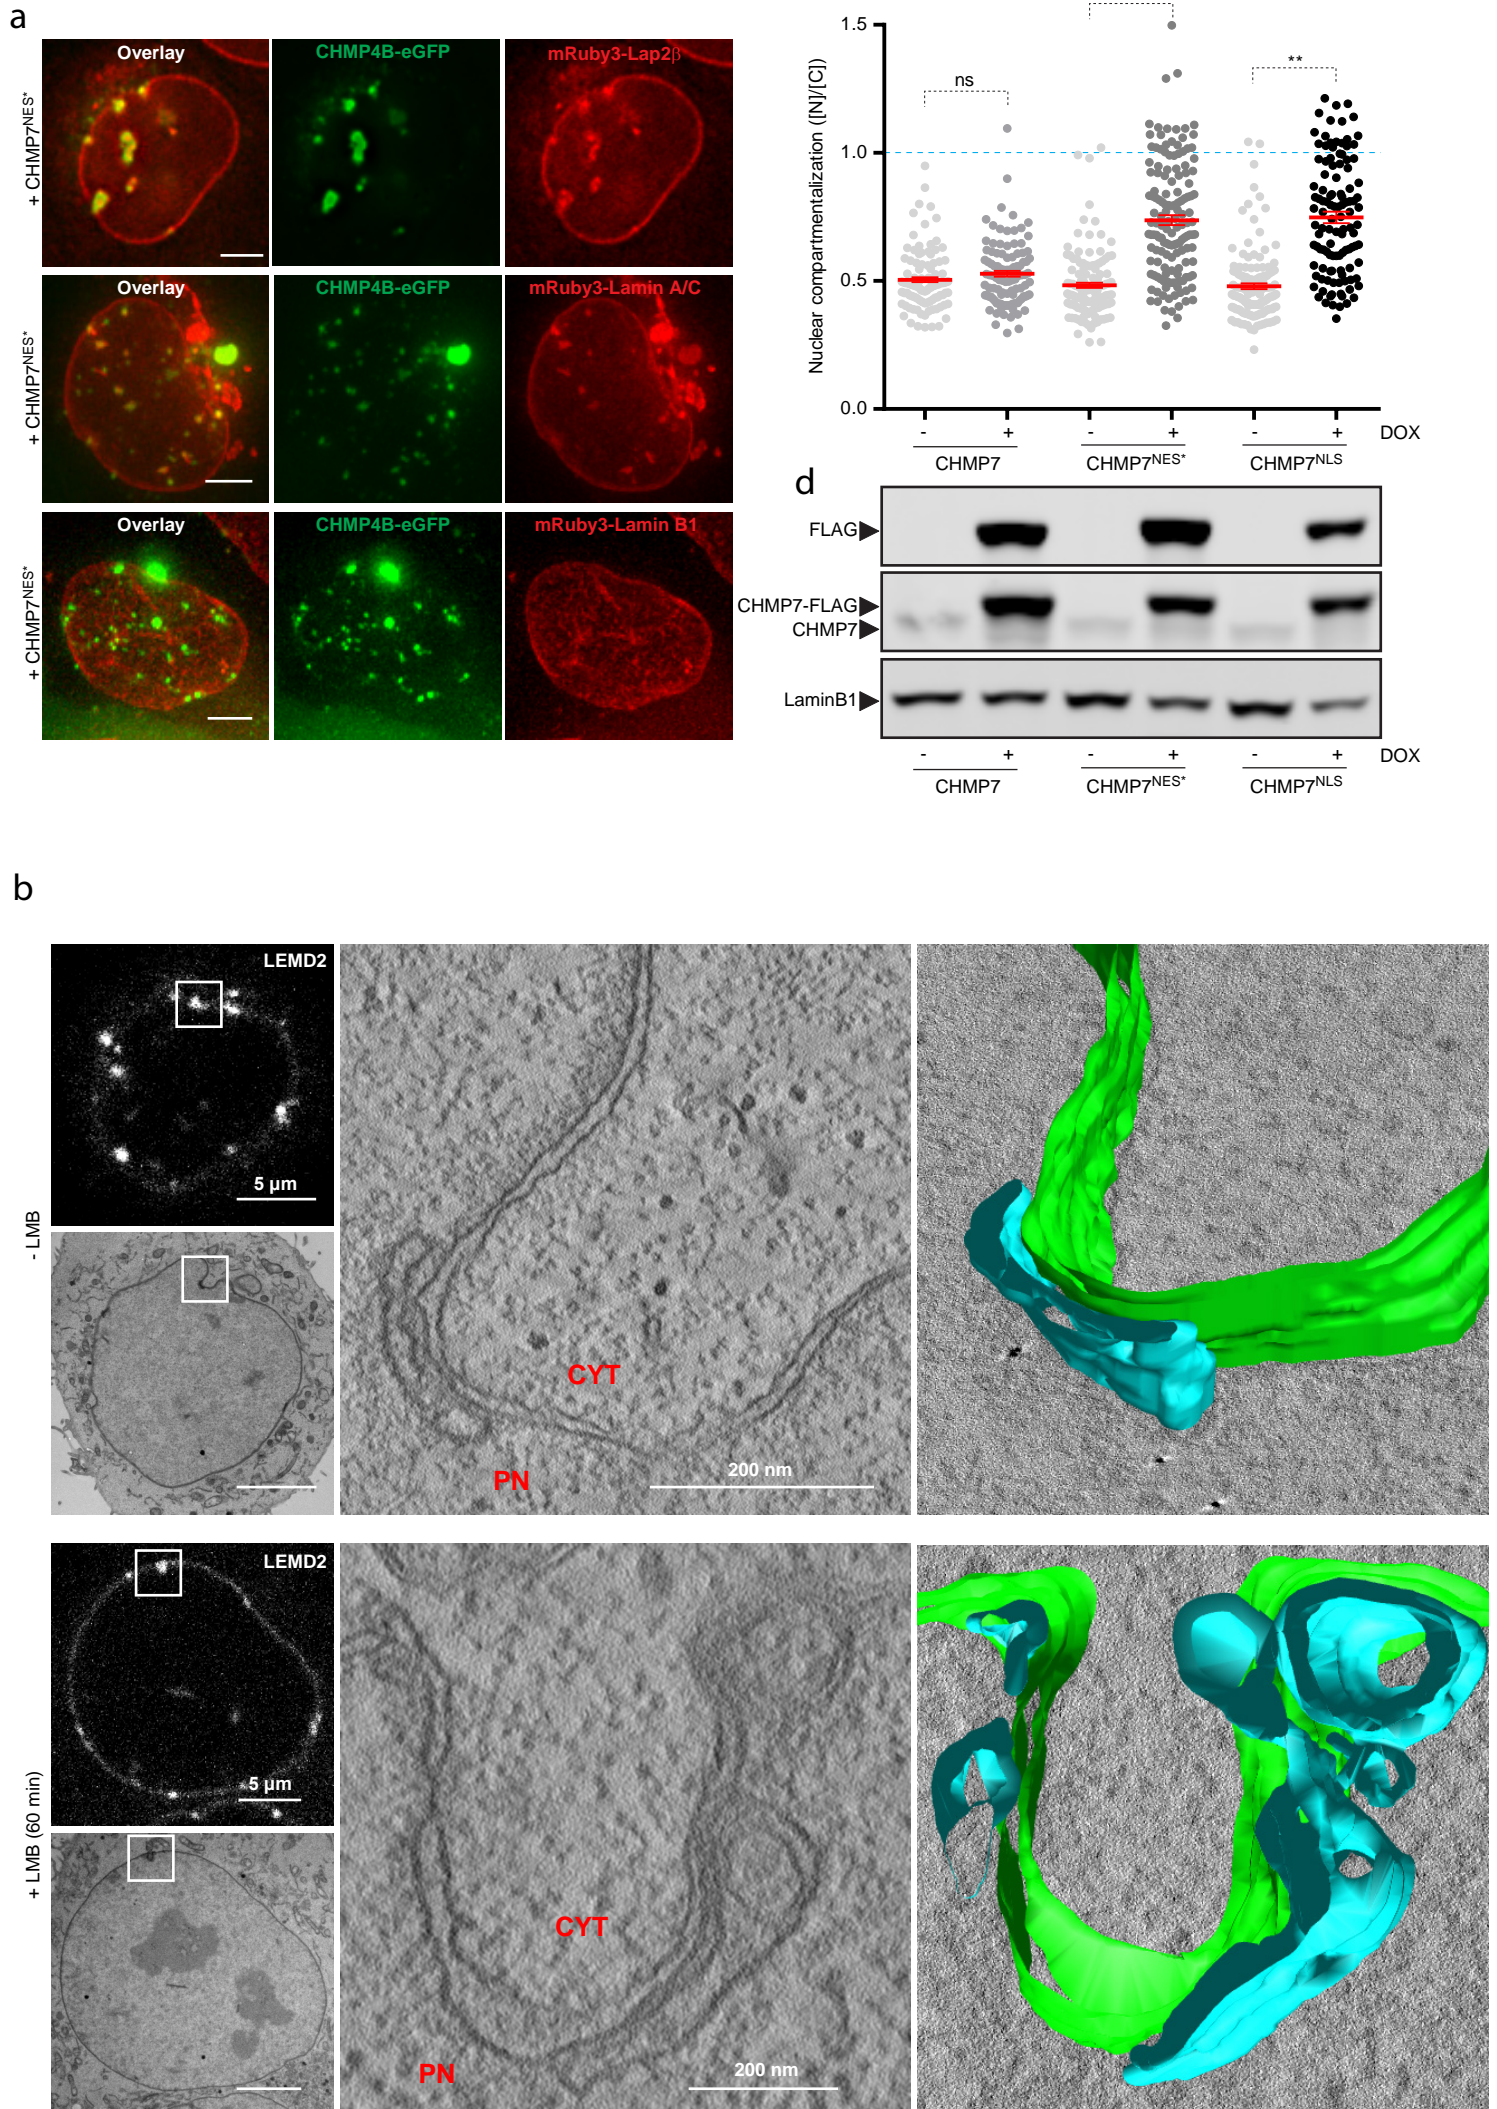 a
Overlay
CHMP4B-eGFP
mRuby3-Lap2β
+ CHMP7NES*
Overlay
CHMP4B-eGFP
mRuby3-Lamin A/C
+ CHMP7NES*
Overlay
CHMP4B-eGFP
mRuby3-Lamin B1
+ CHMP7NES*
Nuclear compartmentalization ([N]/[C])
1.5
1.0
0.5
0.0
ns
**
- + - + - + DOX
CHMP7 CHMP7NES* CHMP7NLS
d
FLAG
CHMP7-FLAG
CHMP7
LaminB1
- + - + - + DOX
CHMP7 CHMP7NES* CHMP7NLS
b
- LMB
LEMD2
5 µm
CYT
PN
200 nm
+ LMB (60 min)
LEMD2
5 µm
CYT
PN
200 nm